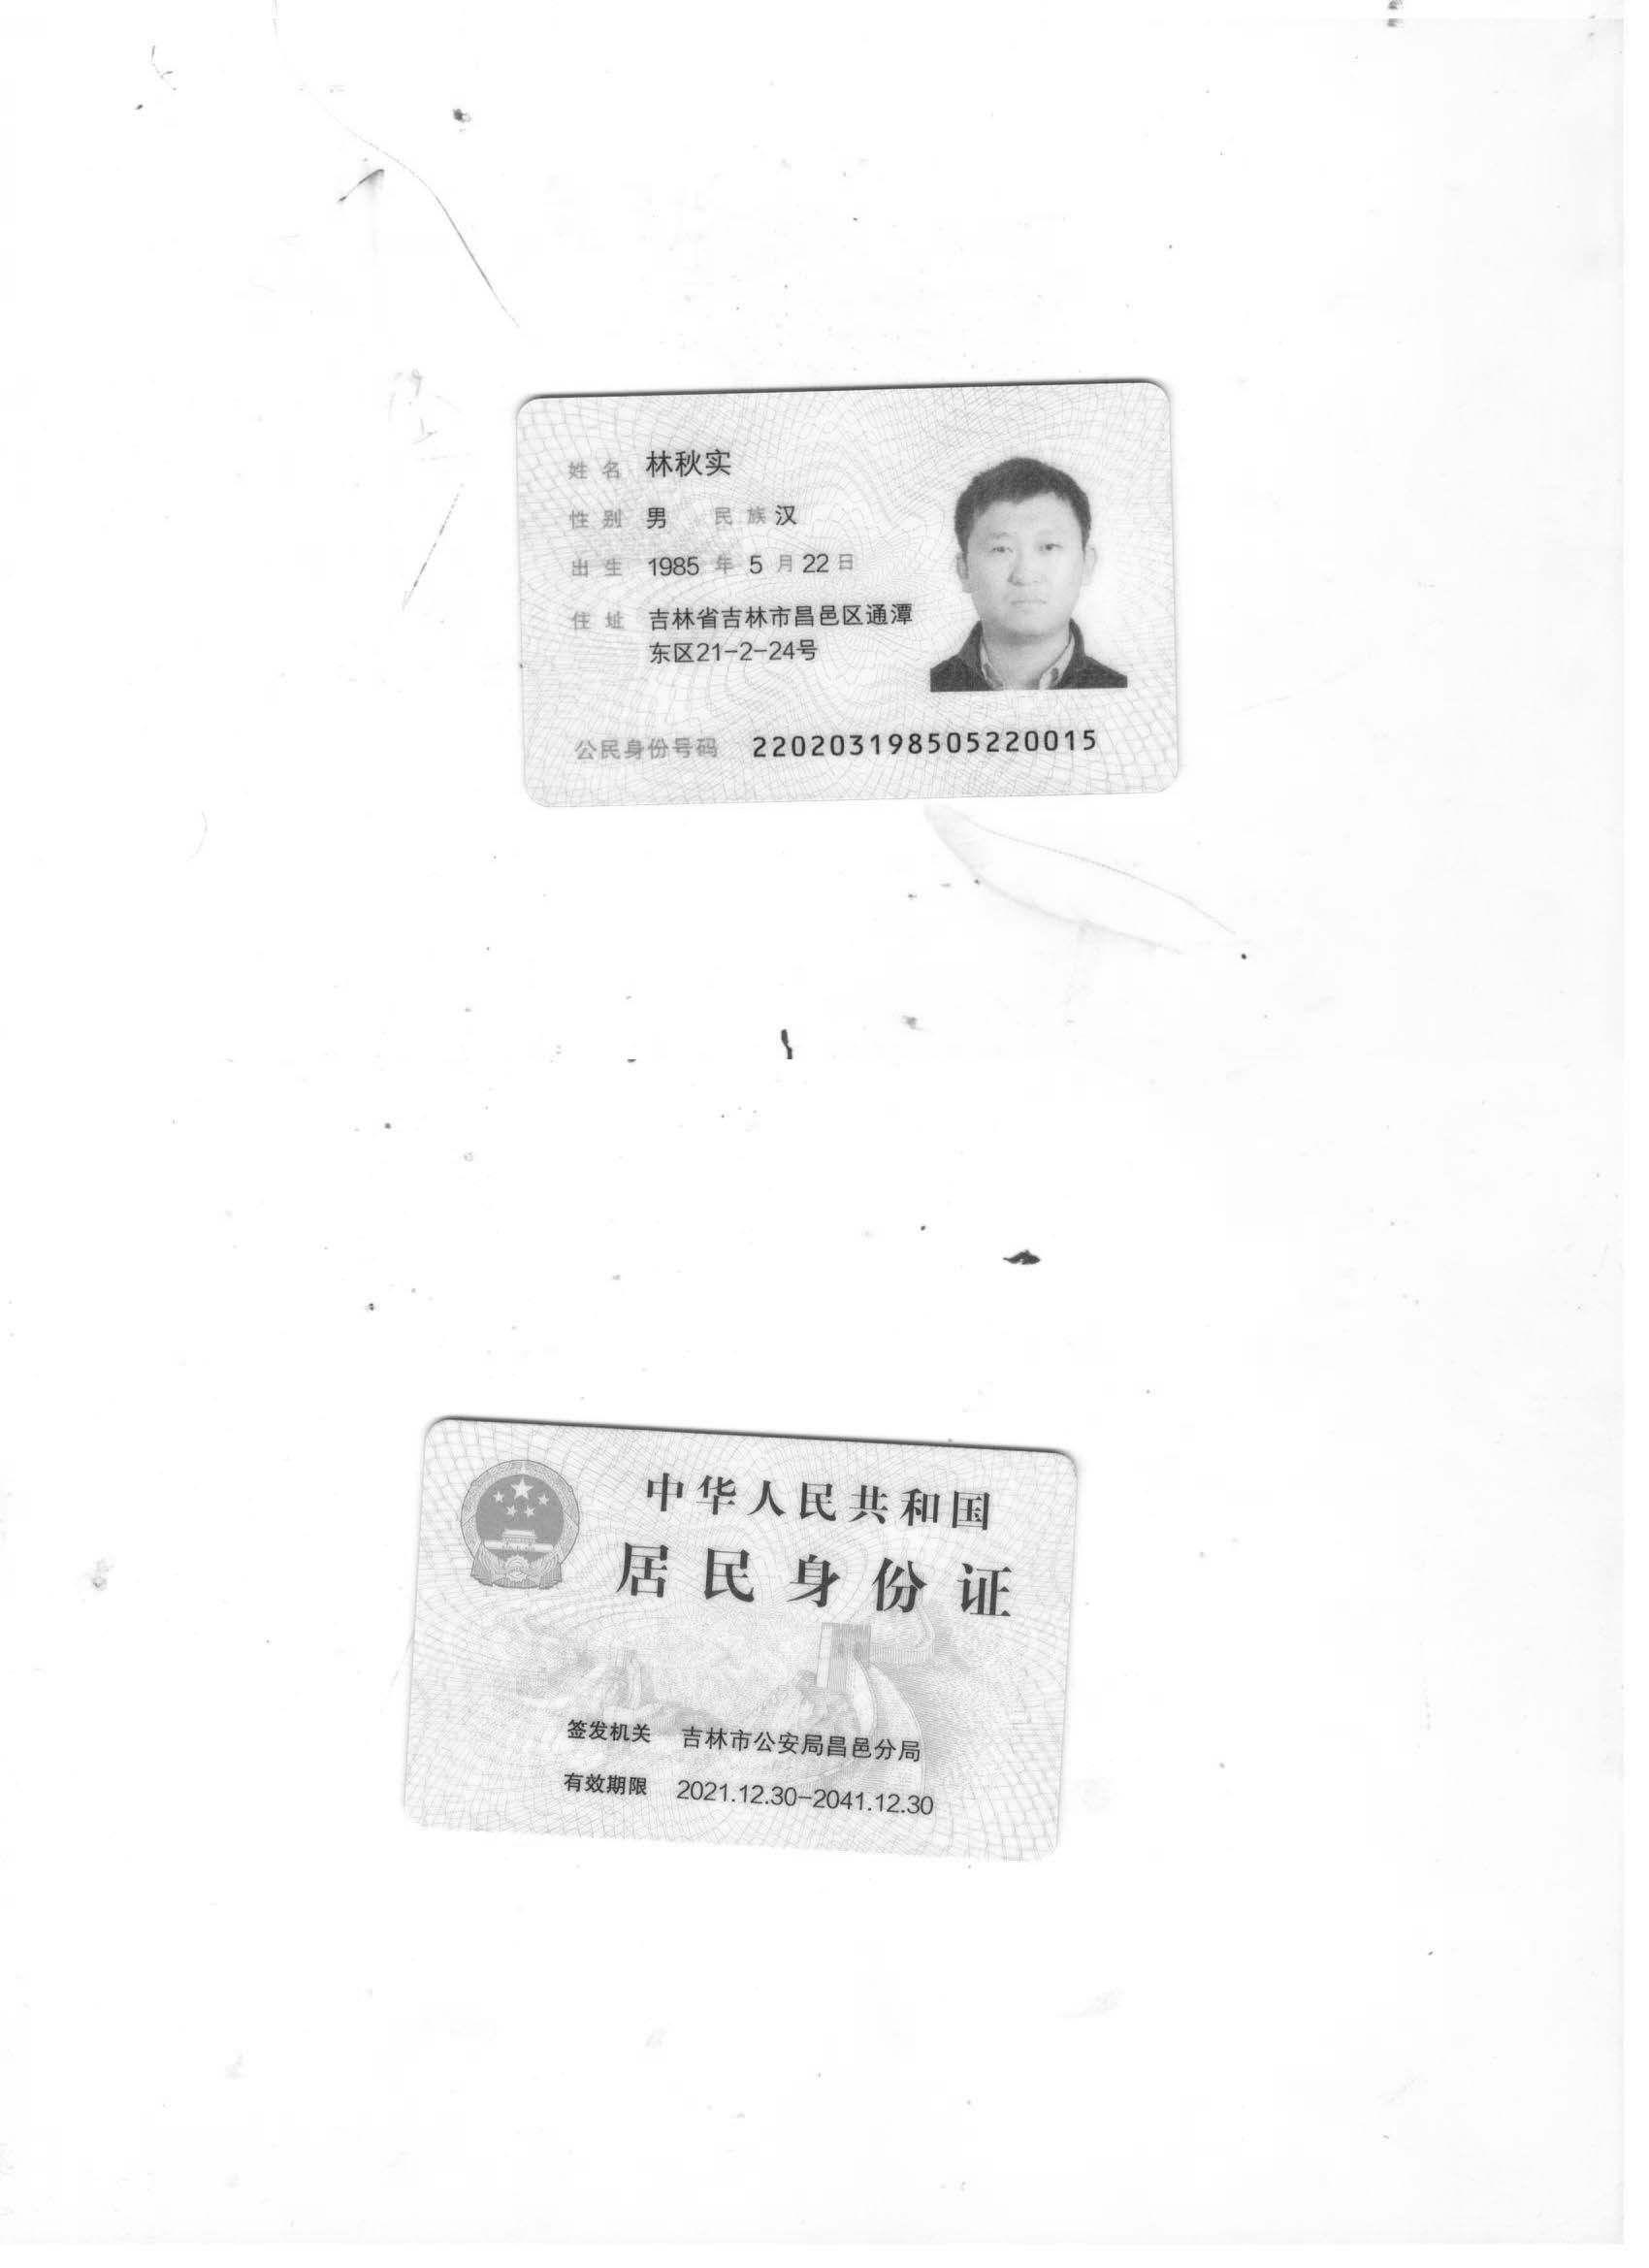 姓名 林秋实
性别 男 民族 汉
出生 1985 年 5 月 22 日
住址 吉林省吉林市昌邑区通潭
东区21-2-24号
公民身份号码 220203198505220015
中华人民共和国
居民身份证
签发机关 吉林市公安局昌邑分局
有效期限 2021.12.30-2041.12.30